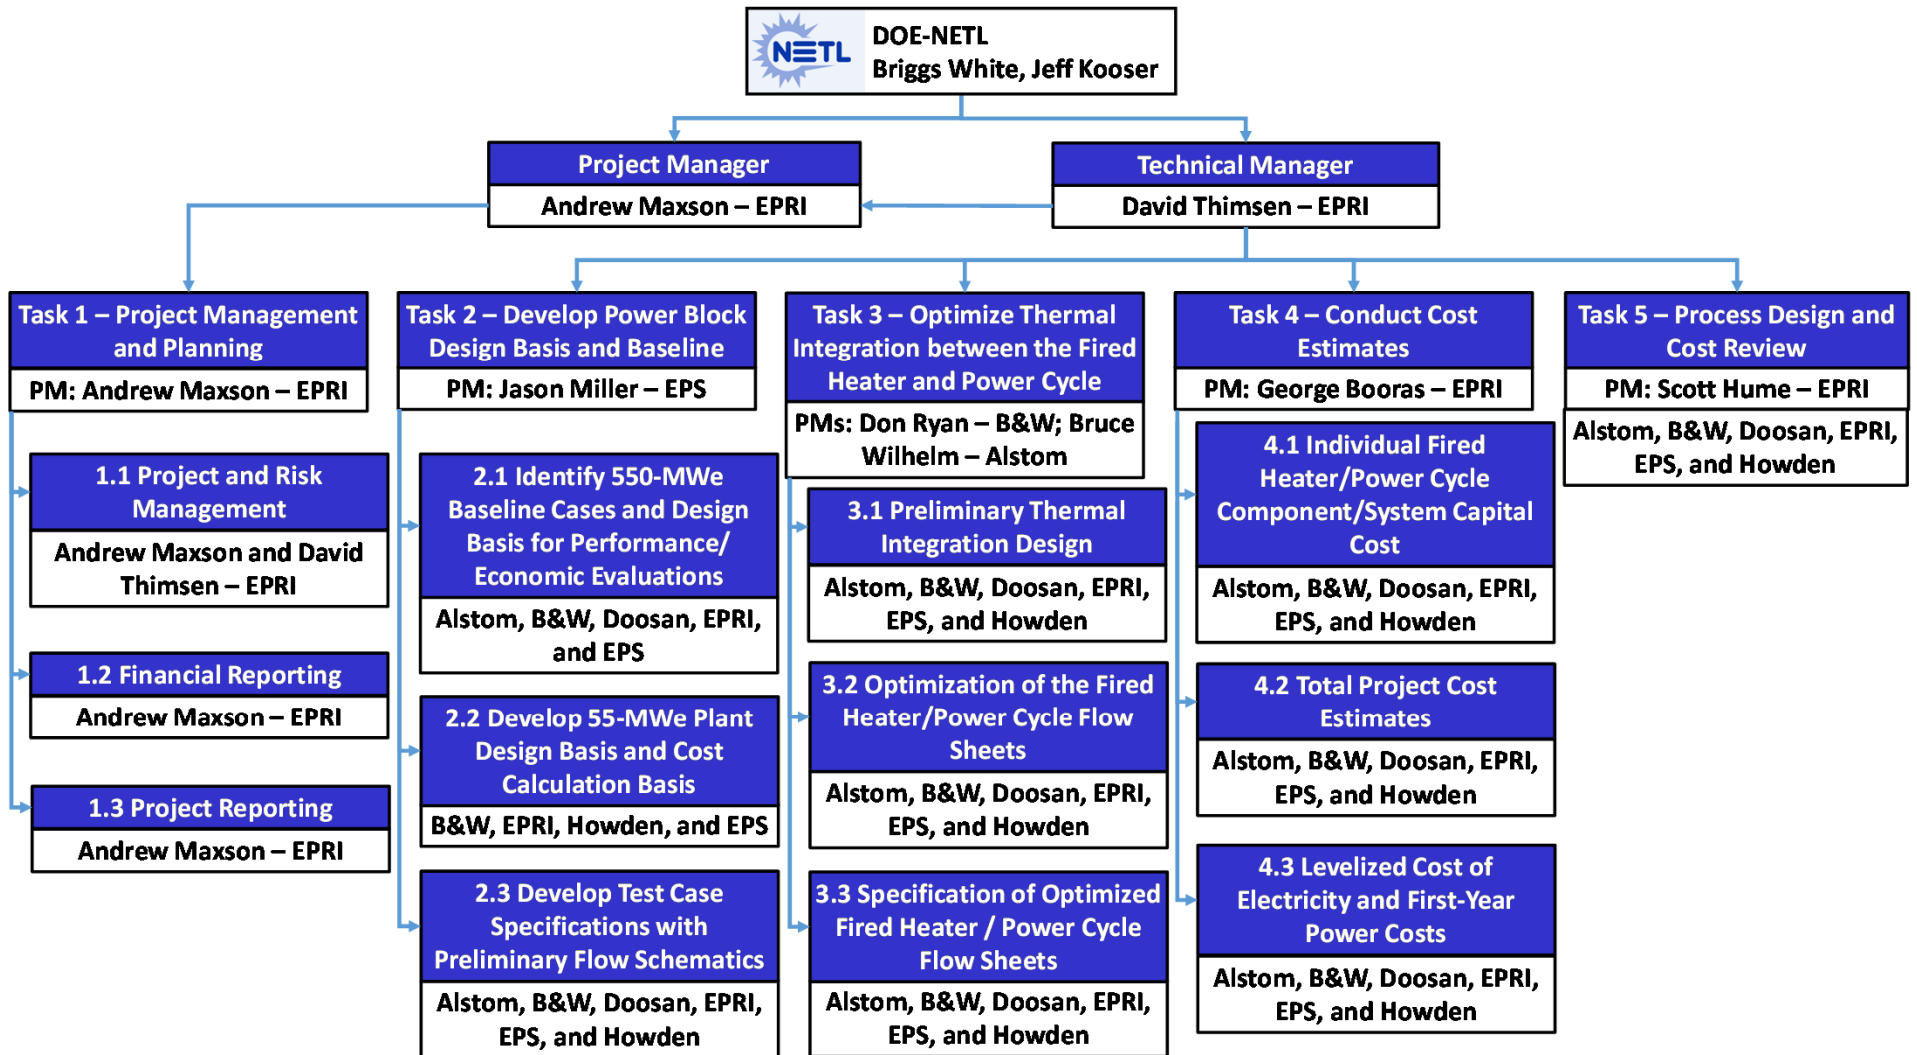 NETL
DOE-NETL
Briggs White, Jeff Kooser
Project Manager
Andrew Maxson – EPRI
Technical Manager
David Thimsen – EPRI
Task 1 – Project Management
and Planning
PM: Andrew Maxson – EPRI
1.1 Project and Risk
Management
Andrew Maxson and David
Thimsen – EPRI
1.2 Financial Reporting
Andrew Maxson – EPRI
1.3 Project Reporting
Andrew Maxson – EPRI
Task 2 – Develop Power Block
Design Basis and Baseline
PM: Jason Miller – EPS
2.1 Identify 550-MWe
Baseline Cases and Design
Basis for Performance/
Economic Evaluations
Alstom, B&W, Doosan, EPRI,
and EPS
2.2 Develop 55-MWe Plant
Design Basis and Cost
Calculation Basis
B&W, EPRI, Howden, and EPS
2.3 Develop Test Case
Specifications with
Preliminary Flow Schematics
Alstom, B&W, Doosan, EPRI,
EPS, and Howden
Task 3 – Optimize Thermal
Integration between the Fired
Heater and Power Cycle
PMs: Don Ryan – B&W; Bruce
Wilhelm – Alstom
3.1 Preliminary Thermal
Integration Design
Alstom, B&W, Doosan, EPRI,
EPS, and Howden
3.2 Optimization of the Fired
Heater/Power Cycle Flow
Sheets
Alstom, B&W, Doosan, EPRI,
EPS, and Howden
3.3 Specification of Optimized
Fired Heater / Power Cycle
Flow Sheets
Alstom, B&W, Doosan, EPRI,
EPS, and Howden
Task 4 – Conduct Cost
Estimates
PM: George Booras – EPRI
4.1 Individual Fired
Heater/Power Cycle
Component/System Capital
Cost
Alstom, B&W, Doosan, EPRI,
EPS, and Howden
4.2 Total Project Cost
Estimates
Alstom, B&W, Doosan, EPRI,
EPS, and Howden
4.3 Levelized Cost of
Electricity and First-Year
Power Costs
Alstom, B&W, Doosan, EPRI,
EPS, and Howden
Task 5 – Process Design and
Cost Review
PM: Scott Hume – EPRI
Alstom, B&W, Doosan, EPRI,
EPS, and Howden